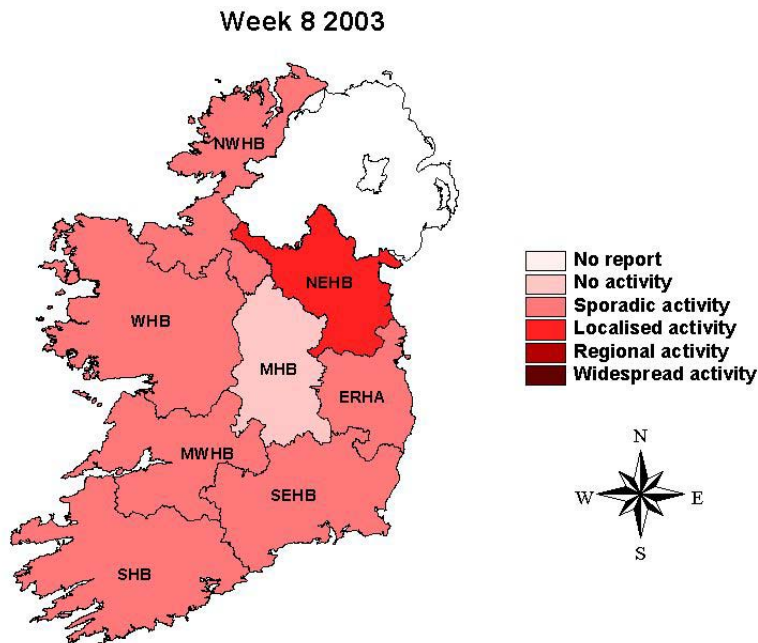 Week 8 2003
NWHB
NEHB
WHB
MHB
ERHA
MWHB
SEHB
SHB
No report
No activity
Sporadic activity
Localised activity
Regional activity
Widespread activity
N
W E
S